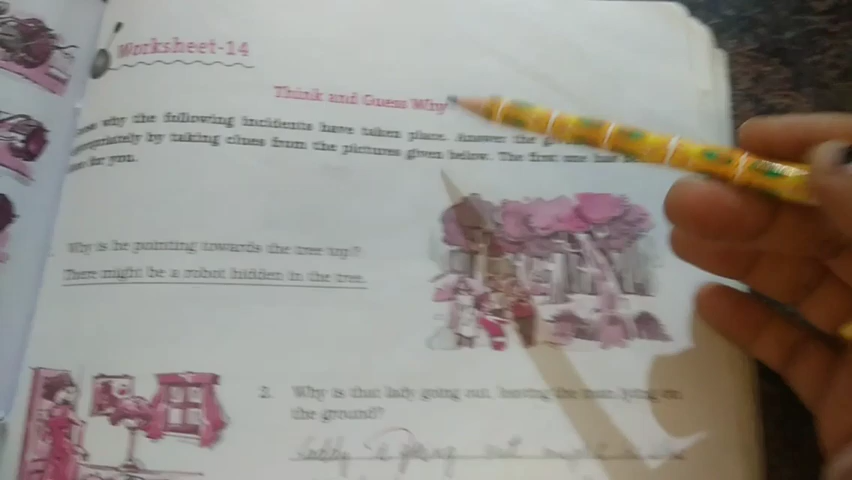 Worksheet-14
Think and Guess Why
why the following incidents have taken place. Answer the
by taking clues from the pictures given below. The first one has
for you.
Why is he pointing towards the tree top?
There might be a robot hidden in the tree.
2. Why is that lady going out, leaving the man lying on
the ground?